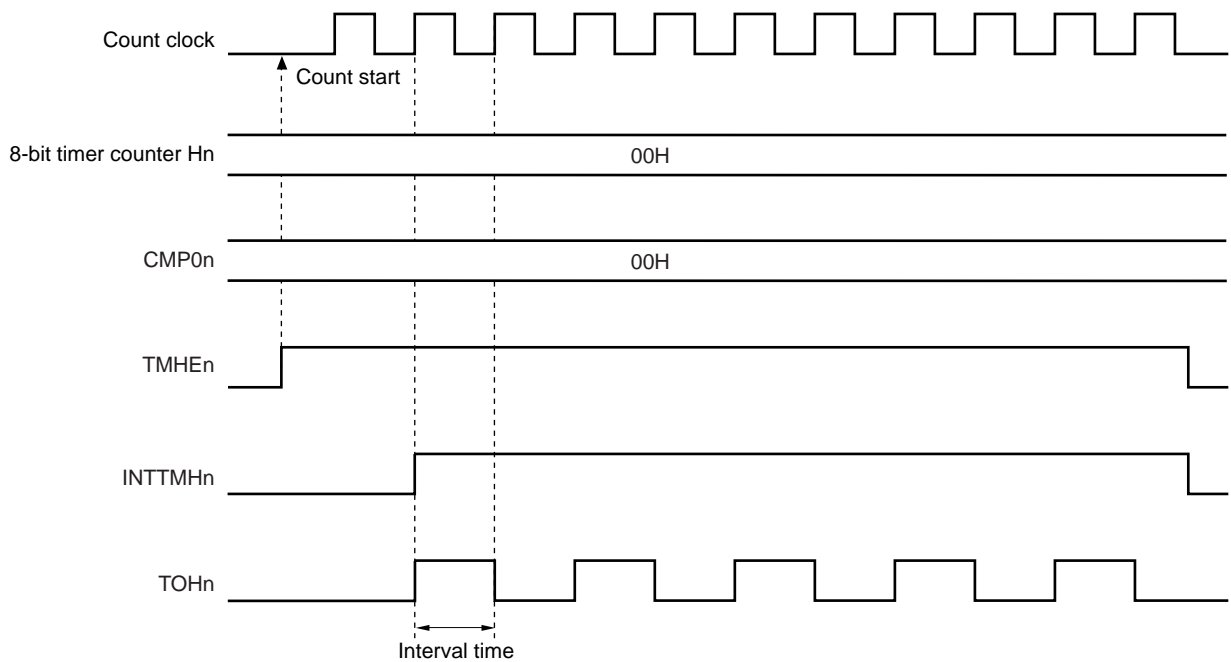 Count clock
Count start
8-bit timer counter Hn
00H
CMP0n
00H
TMHEn
INTTMHn
TOHn
Interval time